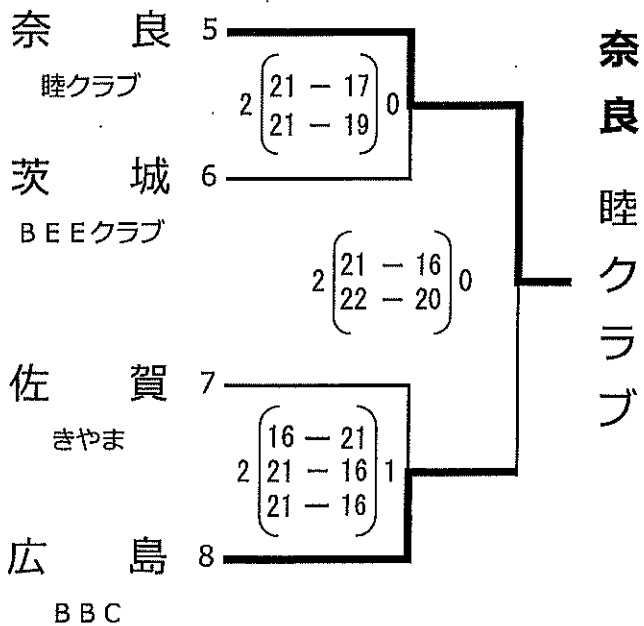 奈良 5
睦クラブ
2 21 — 17 0
21 — 19
茨城 6
BEEクラブ
2 21 — 16 0
22 — 20
佐賀 7
きやま
16 — 21
2 21 — 16 1
21 — 16
広島 8
BBC
奈良 睦クラブ